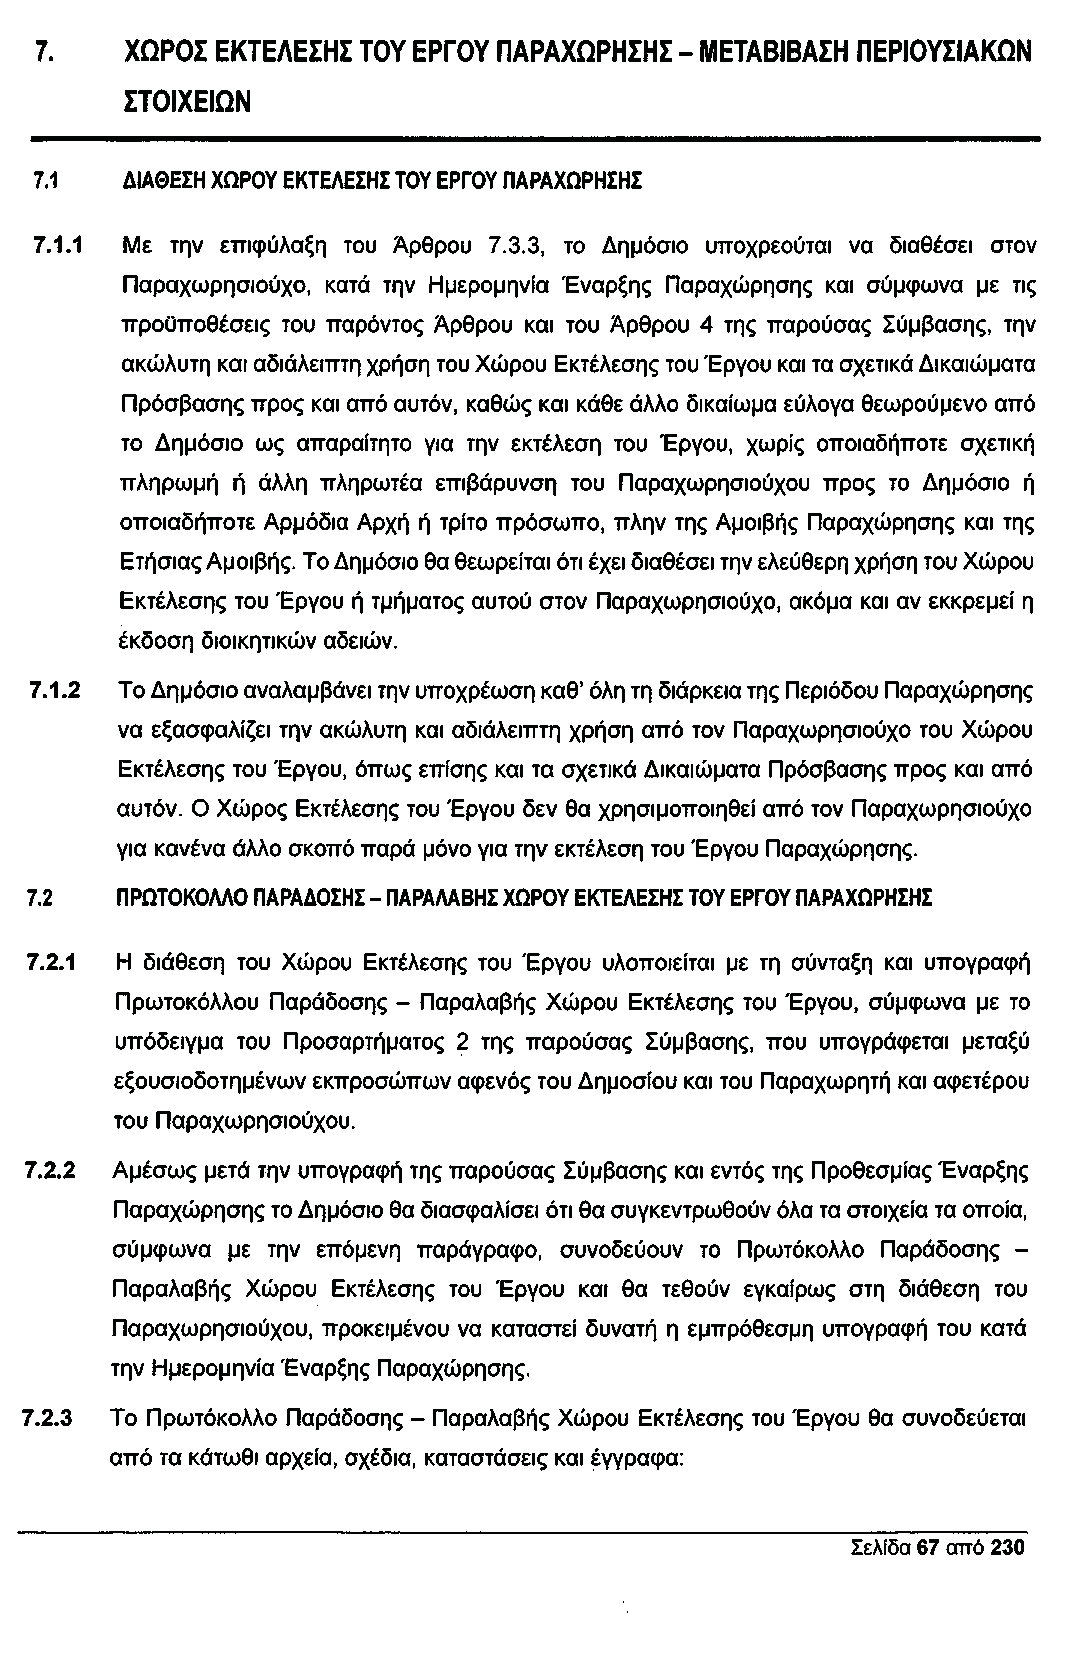 7. ΧΩΡΟΣ ΕΚΤΕΛΕΣΗΣ ΤΟΥ ΕΡΓΟΥ ΠΑΡΑΧΩΡΗΣΗΣ – ΜΕΤΑΒΙΒΑΣΗ ΠΕΡΙΟΥΣΙΑΚΩΝ
ΣΤΟΙΧΕΙΩΝ
7.1 ΔΙΑΘΕΣΗ ΧΩΡΟΥ ΕΚΤΕΛΕΣΗΣ ΤΟΥ ΕΡΓΟΥ ΠΑΡΑΧΩΡΗΣΗΣ
7.1.1 Με την επιφύλαξη του Άρθρου 7.3.3, το Δημόσιο υποχρεούται να διαθέσει στον
Παραχωρησιούχο, κατά την Ημερομηνία Έναρξης Παραχώρησης και σύμφωνα με τις
προϋποθέσεις του παρόντος Άρθρου και του Άρθρου 4 της παρούσας Σύμβασης, την
ακώλυτη και αδιάλειπτη χρήση του Χώρου Εκτέλεσης του Έργου και τα σχετικά Δικαιώματα
Πρόσβασης προς και από αυτόν, καθώς και κάθε άλλο δικαίωμα εύλογα θεωρούμενο από
το Δημόσιο ως απαραίτητο για την εκτέλεση του Έργου, χωρίς οποιαδήποτε σχετική
πληρωμή ή άλλη πληρωτέα επιβάρυνση του Παραχωρησιούχου προς το Δημόσιο ή
οποιαδήποτε Αρμόδια Αρχή ή τρίτο πρόσωπο, πλην της Αμοιβής Παραχώρησης και της
Ετήσιας Αμοιβής. Το Δημόσιο θα θεωρείται ότι έχει διαθέσει την ελεύθερη χρήση του Χώρου
Εκτέλεσης του Έργου ή τμήματος αυτού στον Παραχωρησιούχο, ακόμα και αν εκκρεμεί η
έκδοση διοικητικών αδειών.
7.1.2 Το Δημόσιο αναλαμβάνει την υποχρέωση καθ’ όλη τη διάρκεια της Περιόδου Παραχώρησης
να εξασφαλίζει την ακώλυτη και αδιάλειπτη χρήση από τον Παραχωρησιούχο του Χώρου
Εκτέλεσης του Έργου, όπως επίσης και τα σχετικά Δικαιώματα Πρόσβασης προς και από
αυτόν. Ο Χώρος Εκτέλεσης του Έργου δεν θα χρησιμοποιηθεί από τον Παραχωρησιούχο
για κανένα άλλο σκοπό παρά μόνο για την εκτέλεση του Έργου Παραχώρησης.
7.2 ΠΡΩΤΟΚΟΛΛΟ ΠΑΡΑΔΟΣΗΣ – ΠΑΡΑΛΑΒΗΣ ΧΩΡΟΥ ΕΚΤΕΛΕΣΗΣ ΤΟΥ ΕΡΓΟΥ ΠΑΡΑΧΩΡΗΣΗΣ
7.2.1 Η διάθεση του Χώρου Εκτέλεσης του Έργου υλοποιείται με τη σύνταξη και υπογραφή
Πρωτοκόλλου Παράδοσης – Παραλαβής Χώρου Εκτέλεσης του Έργου, σύμφωνα με το
υπόδειγμα του Προσαρτήματος 2 της παρούσας Σύμβασης, που υπογράφεται μεταξύ
εξουσιοδοτημένων εκπροσώπων αφενός του Δημοσίου και του Παραχωρητή και αφετέρου
του Παραχωρησιούχου.
7.2.2 Αμέσως μετά την υπογραφή της παρούσας Σύμβασης και εντός της Προθεσμίας Έναρξης
Παραχώρησης το Δημόσιο θα διασφαλίσει ότι θα συγκεντρωθούν όλα τα στοιχεία τα οποία,
σύμφωνα με την επόμενη παράγραφο, συνοδεύουν το Πρωτόκολλο Παράδοσης –
Παραλαβής Χώρου Εκτέλεσης του Έργου και θα τεθούν εγκαίρως στη διάθεση του
Παραχωρησιούχου, προκειμένου να καταστεί δυνατή η εμπρόθεσμη υπογραφή του κατά
την Ημερομηνία Έναρξης Παραχώρησης.
7.2.3 Το Πρωτόκολλο Παράδοσης – Παραλαβής Χώρου Εκτέλεσης του Έργου θα συνοδεύεται
από τα κάτωθι αρχεία, σχέδια, καταστάσεις και έγγραφα:
Σελίδα 67 από 230